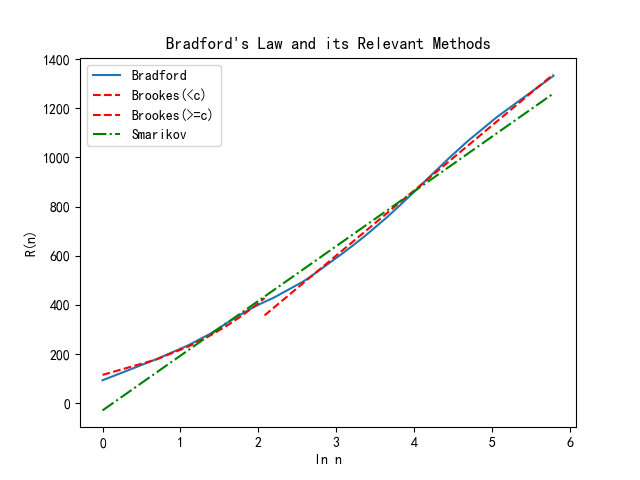 Bradford's Law and its Relevant Methods
1400
1200
1000
800
600
400
200
0
R(n)
Bradford
Brookes(<c)
Brookes(>=c)
Smarikov
0 1 2 3 4 5 6
ln n